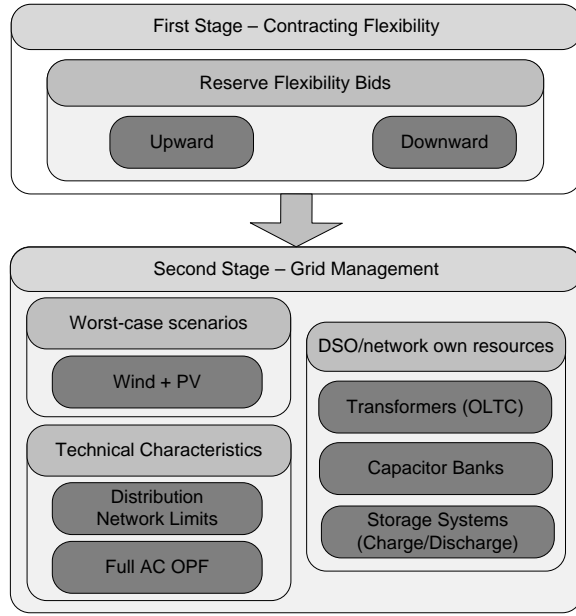 First Stage – Contracting Flexibility
Reserve Flexibility Bids
Upward
Downward
Second Stage – Grid Management
Worst-case scenarios
Wind + PV
Technical Characteristics
Distribution
Network Limits
Full AC OPF
DSO/network own resources
Transformers (OLTC)
Capacitor Banks
Storage Systems
(Charge/Discharge)